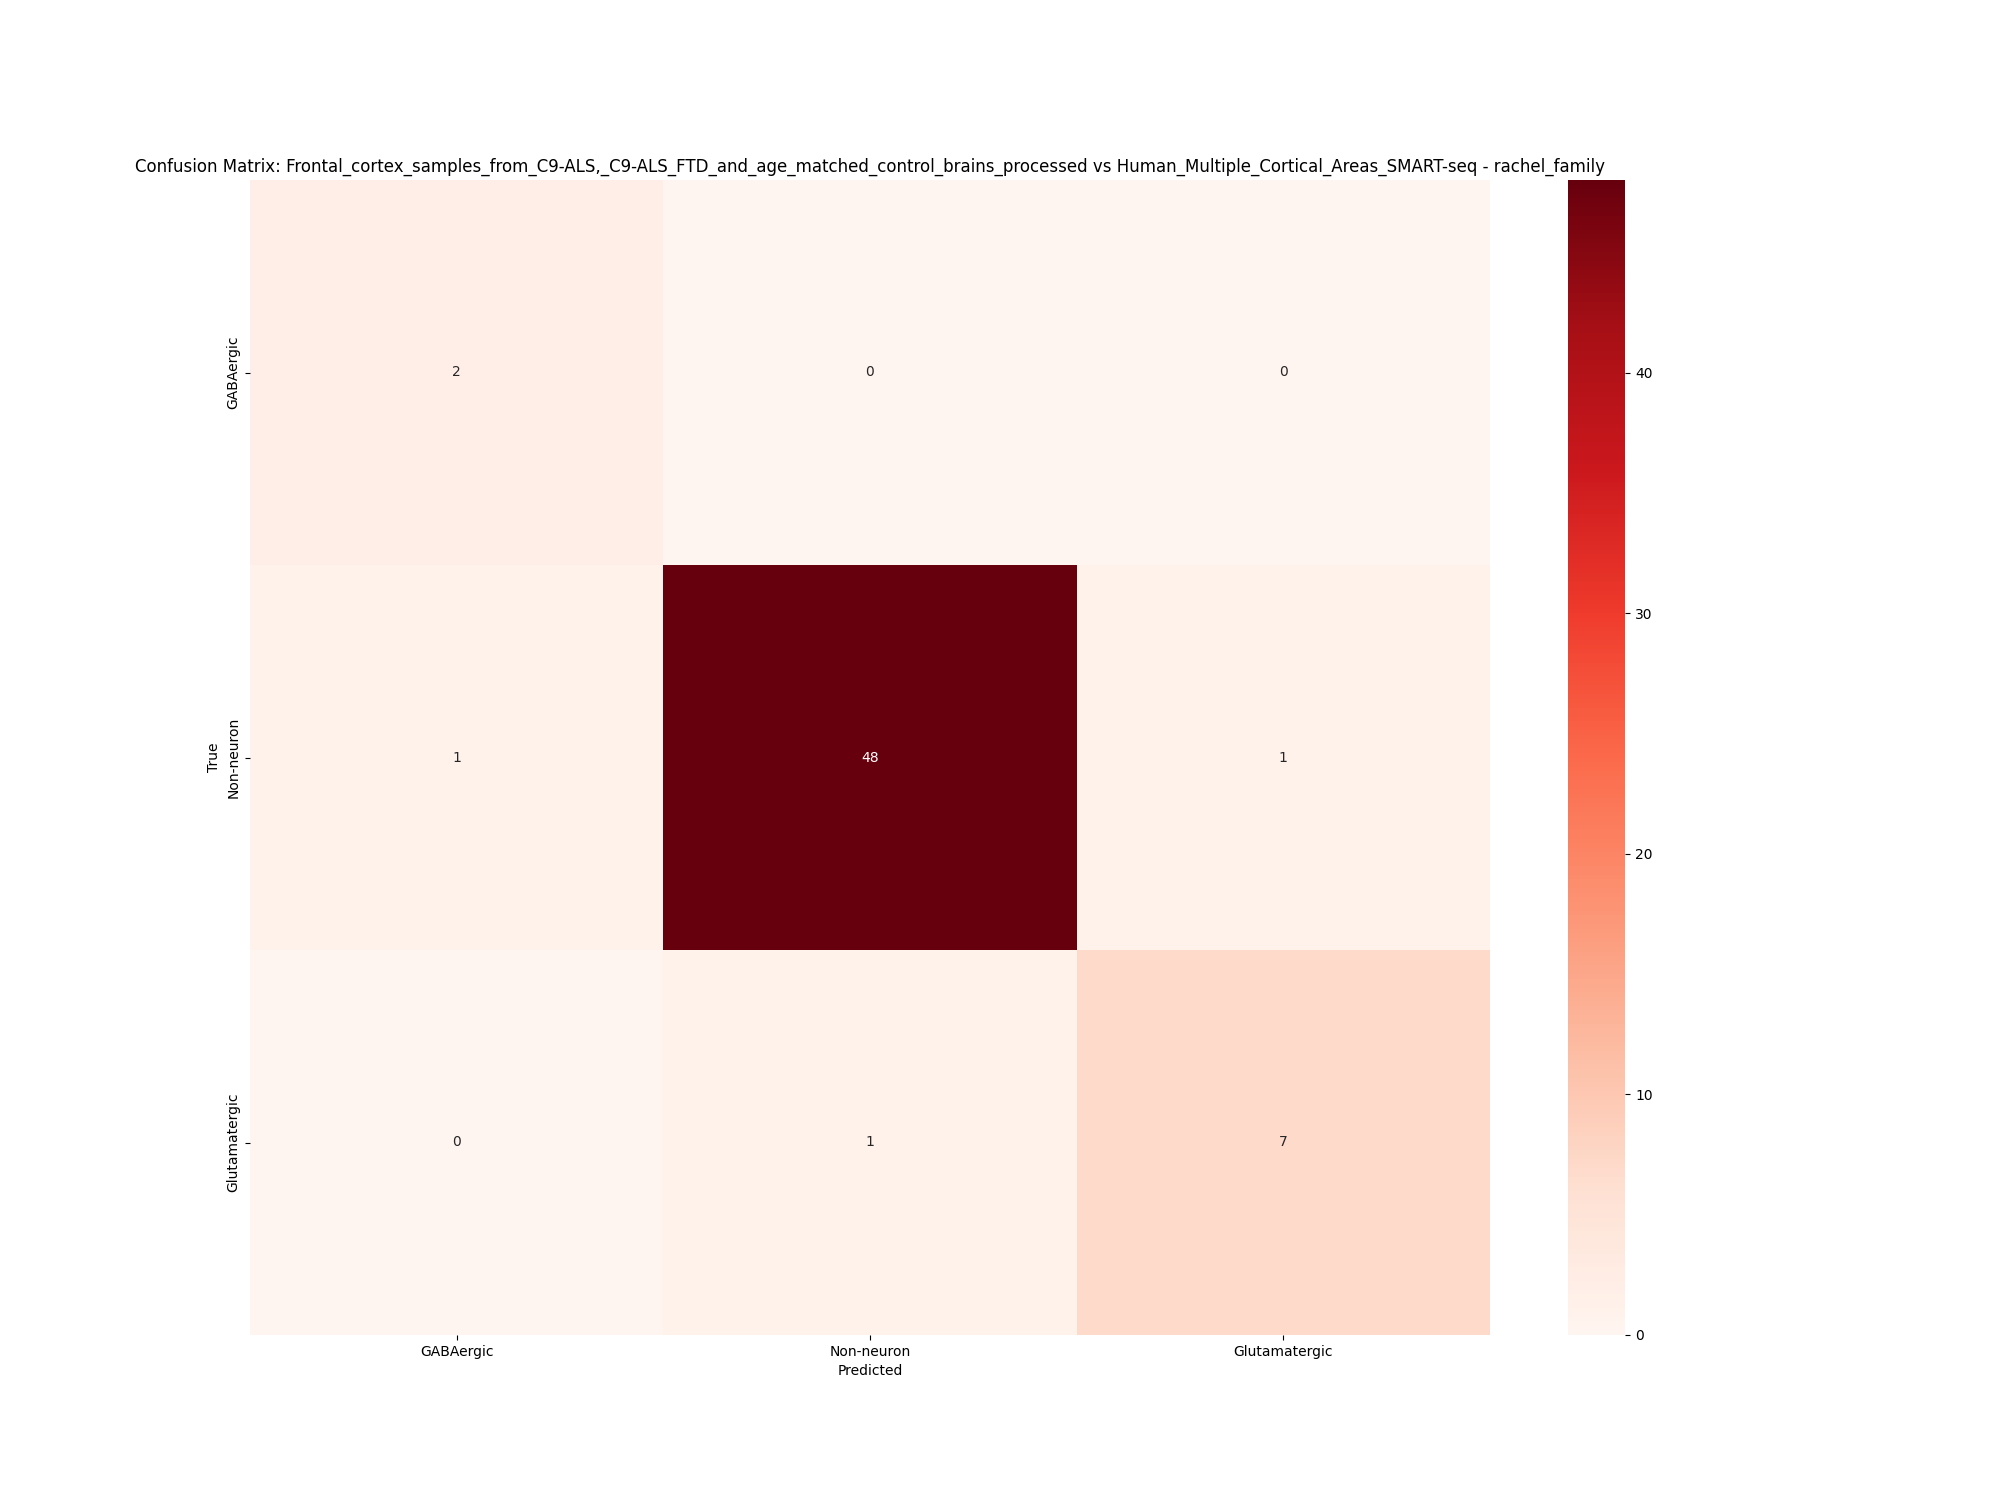 Confusion Matrix: Frontal_cortex_samples_from_C9-ALS,_C9-ALS_FTD_and_age_matched_control_brains_processed vs Human_Multiple_Cortical_Areas_SMART-seq - rachel_family
True
GABAergic
2
0
0
Non-neuron
1
48
1
Glutamatergic
0
1
7
GABAergic
Non-neuron
Glutamatergic
Predicted
40
30
20
10
0